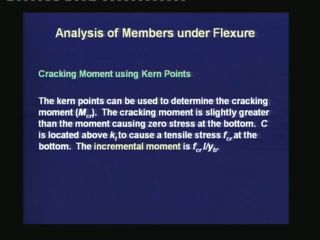 Analysis of Members under Flexure
Cracking Moment using Kern Points
The kern points can be used to determine the cracking
moment (Mcr). The cracking moment is slightly greater
than the moment causing zero stress at the bottom. C
is located above kt to cause a tensile stress fcr at the
bottom. The incremental moment is fcr I/yb.